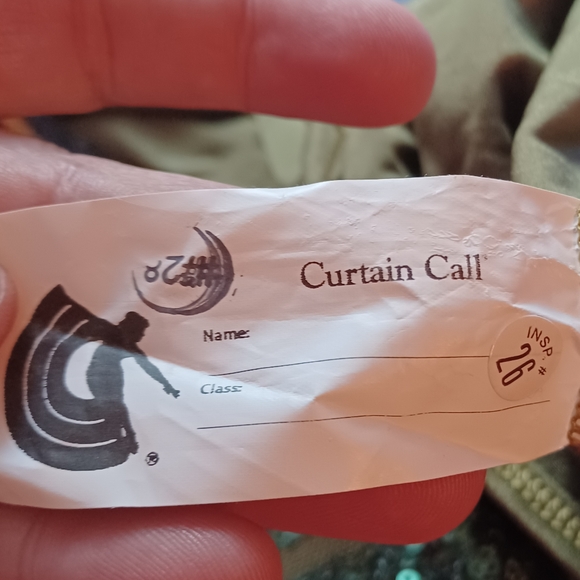 Curtain Call
Name:
Class:
INSP. #
26
®